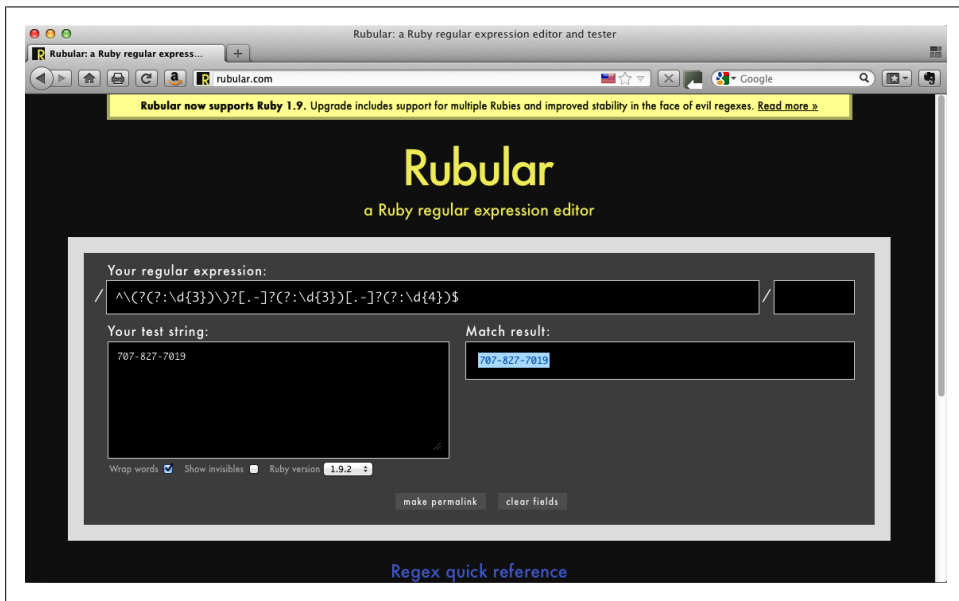 Rubular: a Ruby regular expression editor and tester
Rubular: a Ruby regular express...
rubular.com
Google
Rubular now supports Ruby 1.9. Upgrade includes support for multiple Rubies and improved stability in the face of evil regexes. Read more »
Rubular
a Ruby regular expression editor
Your regular expression:
/ ^\(?(?:\d{3})\)?[.-]?(?:\d{3})[.-]?(?:\d{4})$ /
Your test string:
707-827-7019
Match result:
707-827-7019
Wrap words Show invisibles Ruby version 1.9.2
make permalink clear fields
Regex quick reference